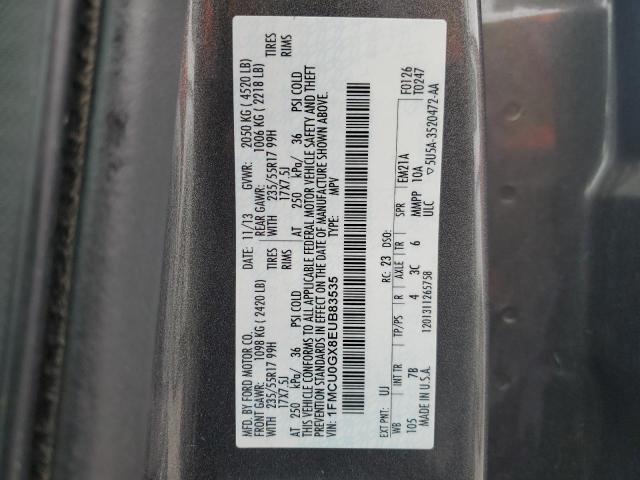 MFD. BY FORD MOTOR CO.
DATE: 11/13 GVWR: 2050 KG ( 4520 LB)
FRONT GAWR: 1098 KG ( 2420 LB) REAR GAWR: 1006 KG ( 2218 LB)
WITH 235/55R17 99H TIRES WITH 235/55R17 99H TIRES
17X7.5J RIMS 17X7.5J RIMS
AT 250 kPa/ 36 PSI COLD AT 250 kPa/ 36 PSI COLD
THIS VEHICLE CONFORMS TO ALL APPLICABLE FEDERAL MOTOR VEHICLE SAFETY AND THEFT
PREVENTION STANDARDS IN EFFECT ON THE DATE OF MANUFACTURE SHOWN ABOVE.
VIN: 1FMCU0GX8EUB83535 TYPE: MPV
F0126
T0247
EXT PNT: UJ RC: 23 DSO:
WB INT TR TP/PS R AXLE TR SPR EM21A
105 7B 4 3C 6 MMPP 10A
MADE IN U.S.A. 1201311265758 ULC ▽5U5A-3520472-AA